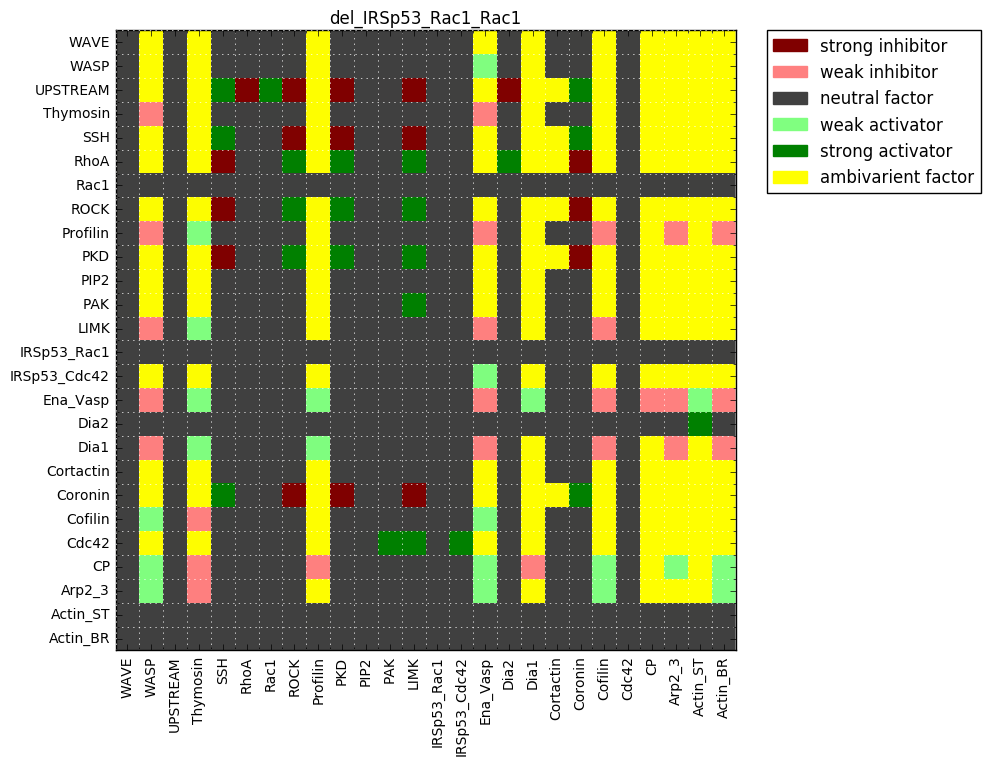 del_IRSp53_Rac1_Rac1
strong inhibitor
weak inhibitor
neutral factor
weak activator
strong activator
ambivarient factor
WAVE
WASP
UPSTREAM
Thymosin
SSH
RhoA
Rac1
ROCK
Profilin
PKD
PIP2
PAK
LIMK
IRSp53_Rac1
IRSp53_Cdc42
Ena_Vasp
Dia2
Dia1
Cortactin
Coronin
Cofilin
Cdc42
CP
Arp2_3
Actin_ST
Actin_BR
WAVE
WASP
UPSTREAM
Thymosin
SSH
RhoA
Rac1
ROCK
Profilin
PKD
PIP2
PAK
LIMK
IRSp53_Rac1
IRSp53_Cdc42
Ena_Vasp
Dia2
Dia1
Cortactin
Coronin
Cofilin
Cdc42
CP
Arp2_3
Actin_ST
Actin_BR